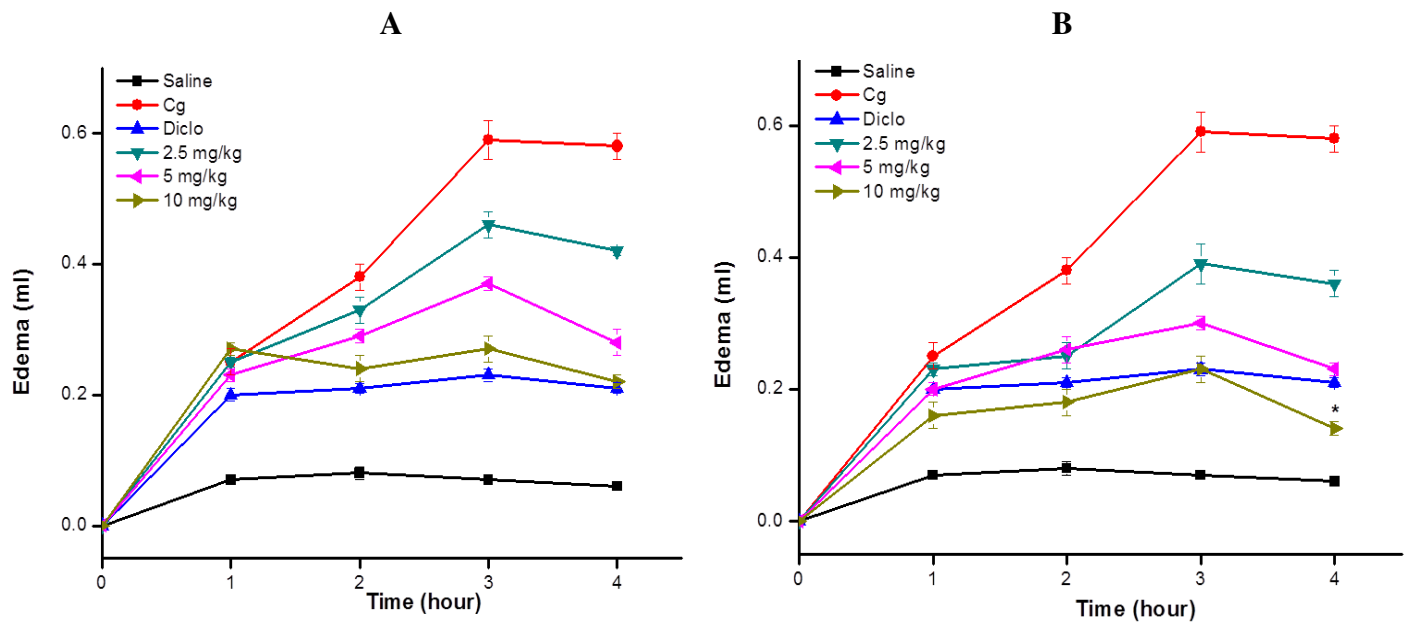 A
Saline
Cg
Diclo
2.5 mg/kg
5 mg/kg
10 mg/kg
0.6
0.4
0.2
0.0
Edema (ml)
0 1 2 3 4
Time (hour)
B
Saline
Cg
Diclo
2.5 mg/kg
5 mg/kg
10 mg/kg
0.6
0.4
0.2
0.0
Edema (ml)
*
0 1 2 3 4
Time (hour)